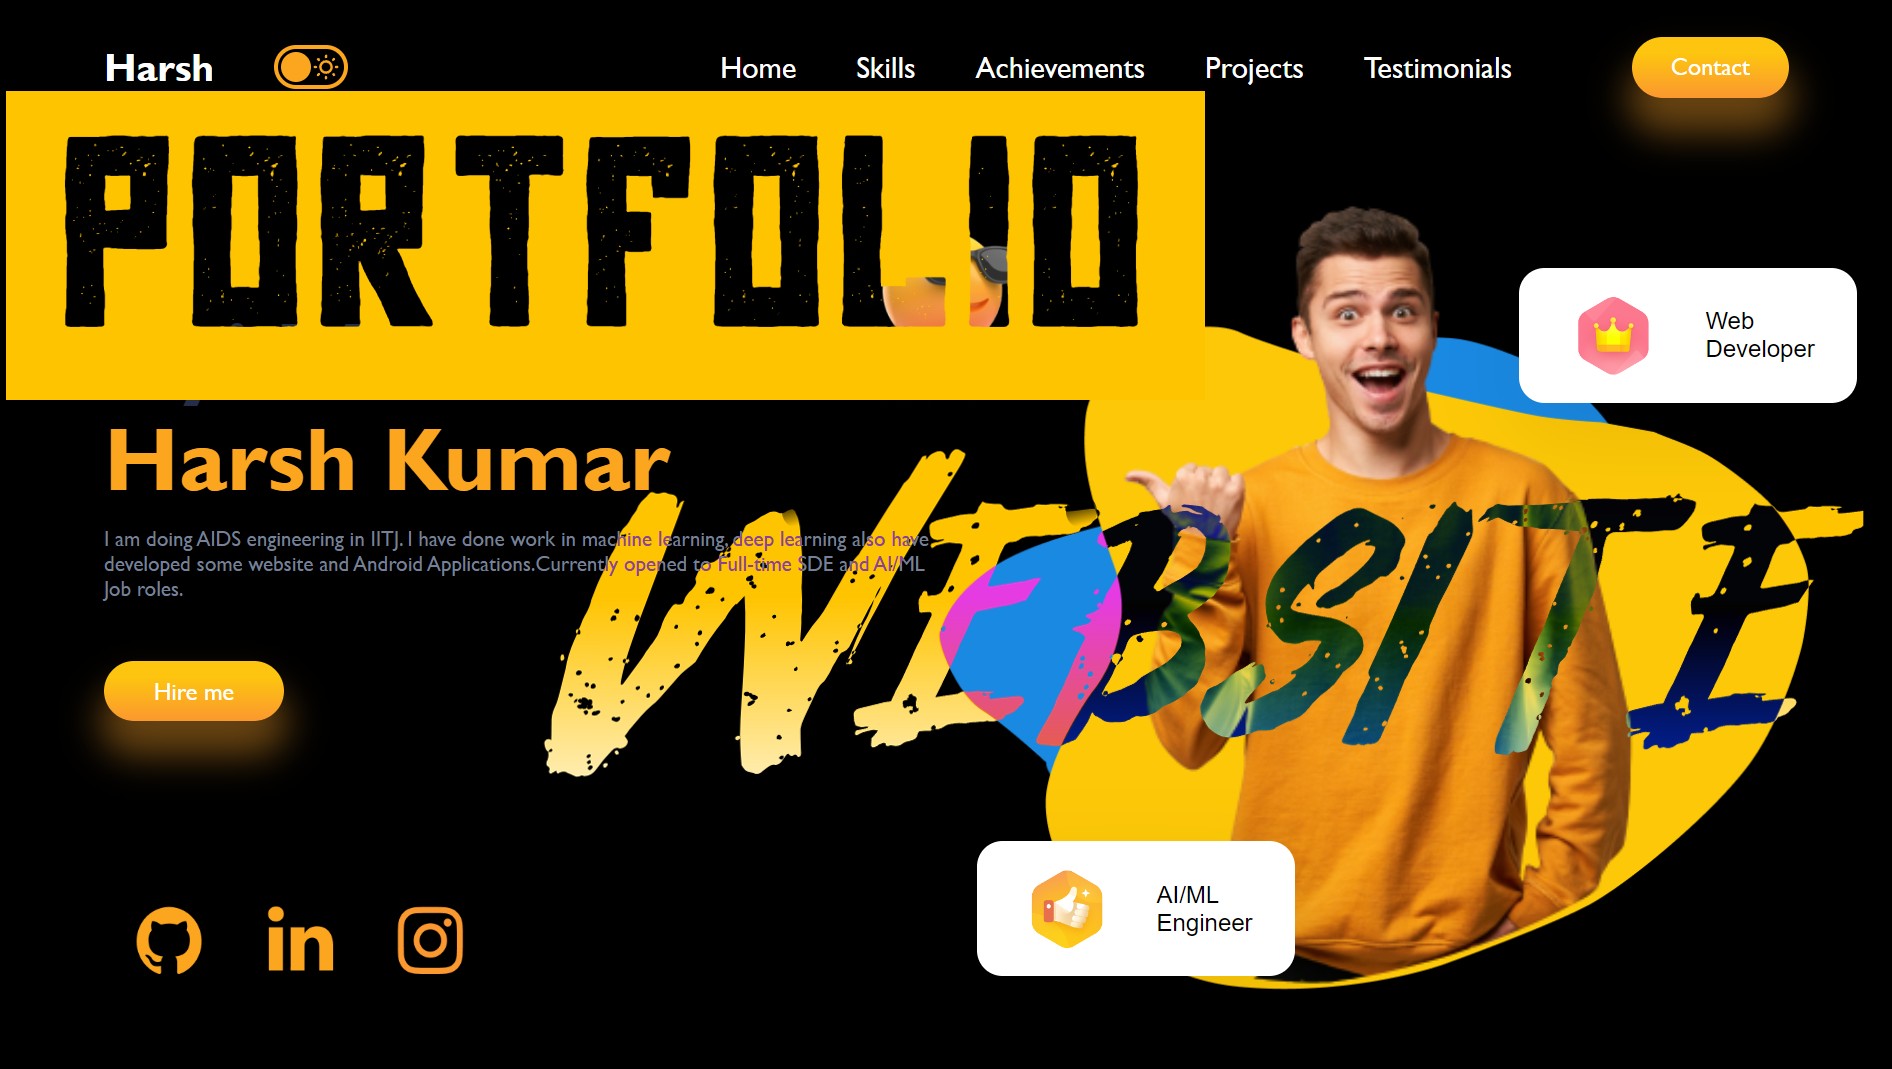 Harsh
Home
Skills
Achievements
Projects
Testimonials
Contact
PORTFOLIO
Web
Developer
Harsh Kumar
WEBSITE
I am doing AIDS engineering in IITJ. I have done work in machine learning, deep learning also have
developed some website and Android Applications.Currently opened to Full-time SDE and AI/ML
Job roles.
Hire me
AI/ML
Engineer
in